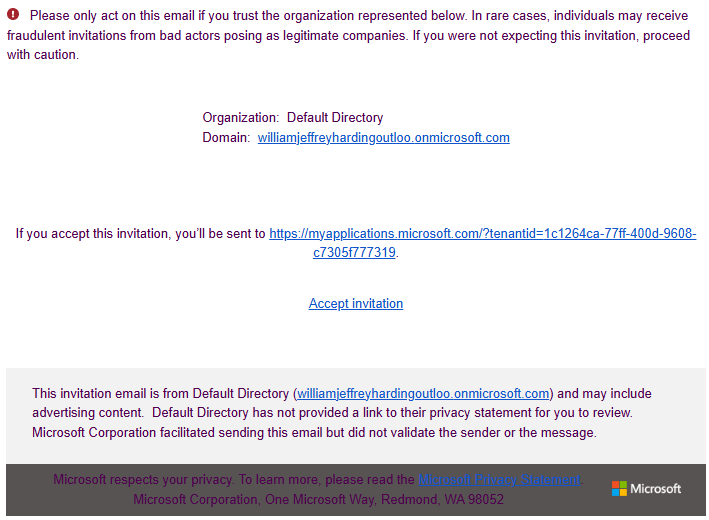 Please only act on this email if you trust the organization represented below. In rare cases, individuals may receive
fraudulent invitations from bad actors posing as legitimate companies. If you were not expecting this invitation, proceed
with caution.
Organization: Default Directory
Domain: williamjeffreyhardingoutloo.onmicrosoft.com
If you accept this invitation, you'll be sent to https://myapplications.microsoft.com/?tenantid=1c1264ca-77ff-400d-9608-
c7305f777319.
Accept invitation
This invitation email is from Default Directory (williamjeffreyhardingoutloo.onmicrosoft.com) and may include
advertising content. Default Directory has not provided a link to their privacy statement for you to review.
Microsoft Corporation facilitated sending this email but did not validate the sender or the message.
Microsoft respects your privacy. To learn more, please read the Microsoft Privacy Statement.
Microsoft Corporation, One Microsoft Way, Redmond, WA 98052
Microsoft